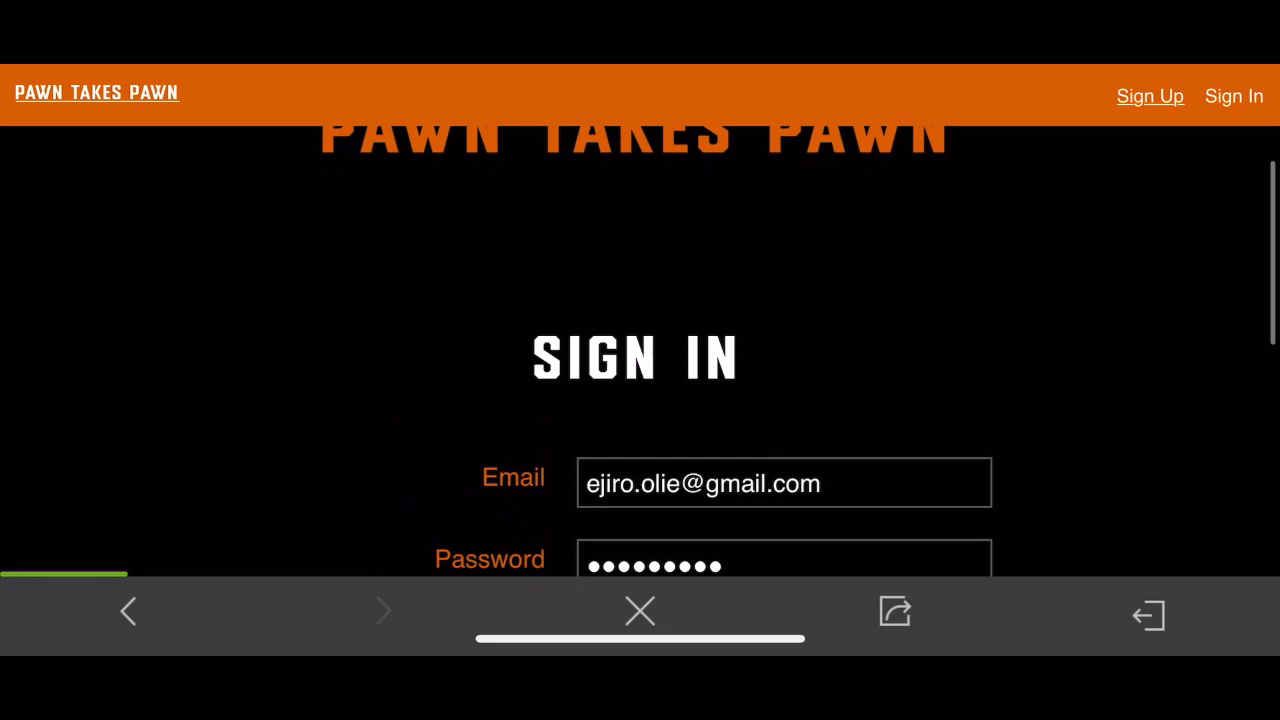 PAWN TAKES PAWN
Sign Up Sign In
PAWN TAKES PAWN
SIGN IN
Email ejiro.olie@gmail.com
Password •••••••••